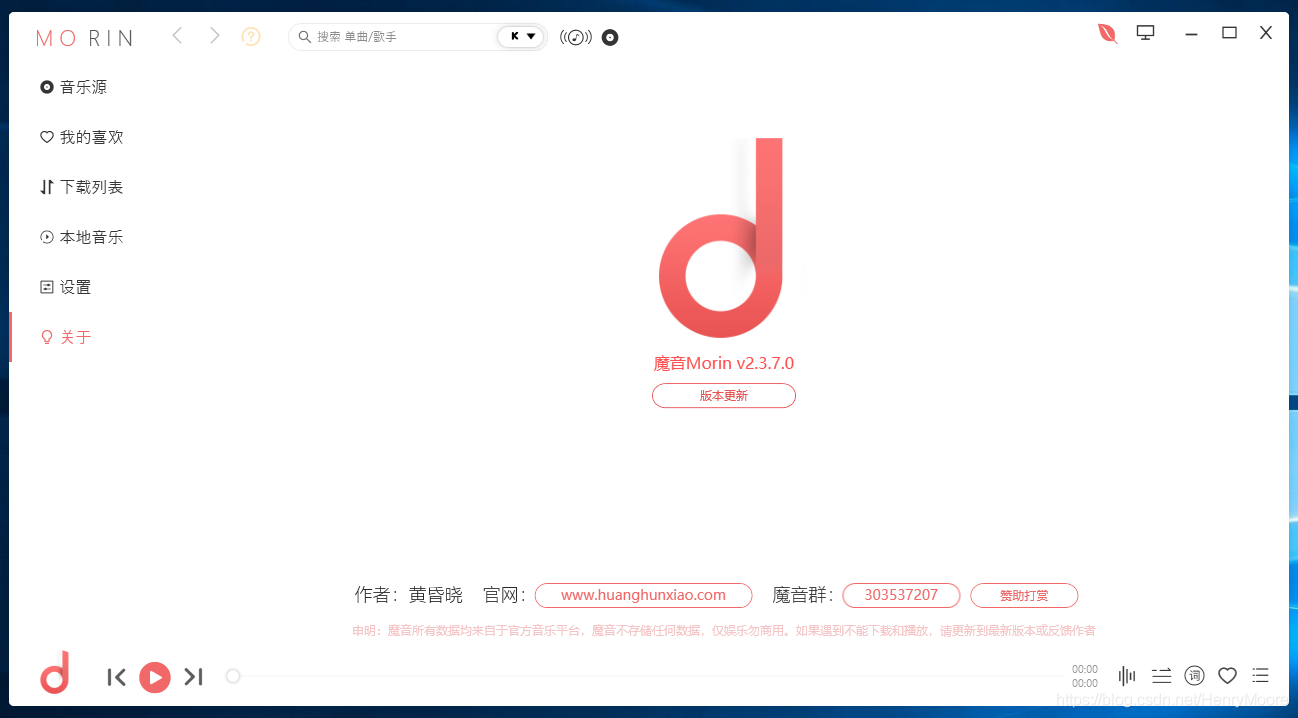 MO RIN
?
搜索 单曲/歌手
K
音乐源
我的喜欢
下载列表
本地音乐
设置
关于
魔音Morin v2.3.7.0
版本更新
作者：黄昏晓 官网： www.huanghunxiao.com 魔音群： 303537207 赞助打赏
申明：魔音所有数据均来自于官方音乐平台，魔音不存储任何数据，仅娱乐勿商用。如果遇到不能下载和播放，请更新到最新版本或反馈作者
00:00
00:00
词
https://blog.csdn.net/HenryMoore